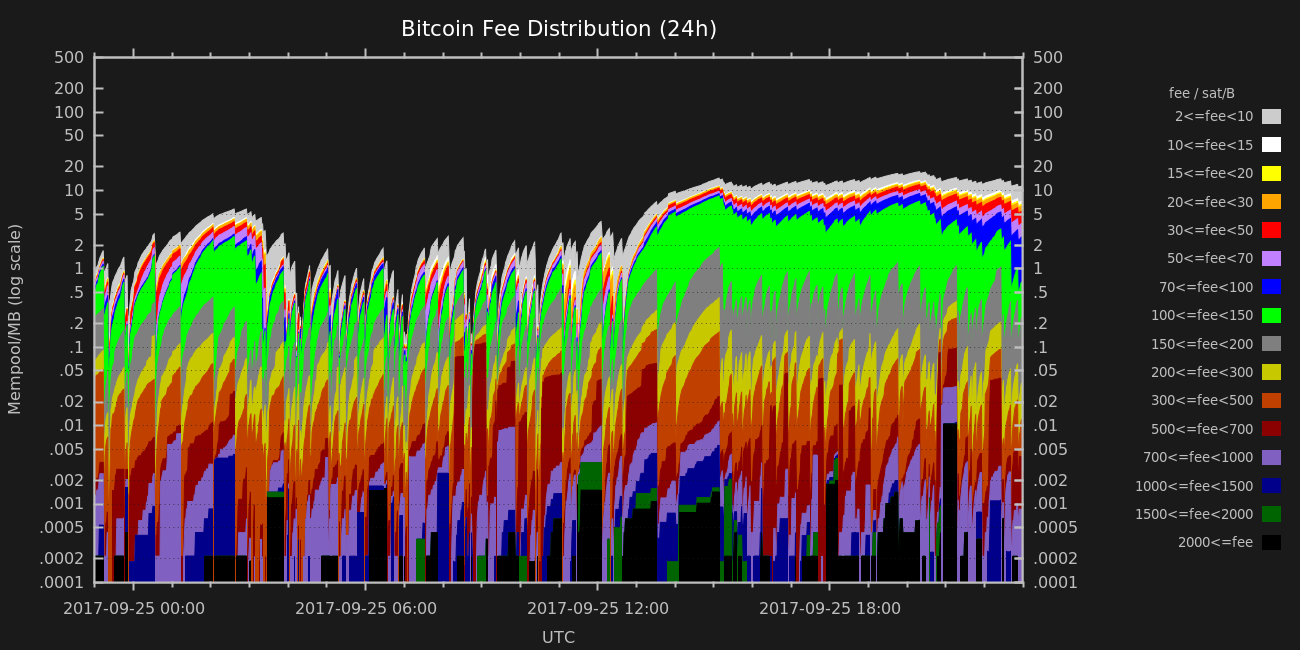 Bitcoin Fee Distribution (24h)
Mempool/MB (log scale)
500
200
100
50
20
10
5
2
1
.5
.2
.1
.05
.02
.01
.005
.002
.001
.0005
.0002
.0001
500
200
100
50
20
10
5
2
1
.5
.2
.1
.05
.02
.01
.005
.002
.001
.0005
.0002
.0001
2017-09-25 00:00
2017-09-25 06:00
2017-09-25 12:00
2017-09-25 18:00
UTC
fee / sat/B
2<=fee<10
10<=fee<15
15<=fee<20
20<=fee<30
30<=fee<50
50<=fee<70
70<=fee<100
100<=fee<150
150<=fee<200
200<=fee<300
300<=fee<500
500<=fee<700
700<=fee<1000
1000<=fee<1500
1500<=fee<2000
2000<=fee